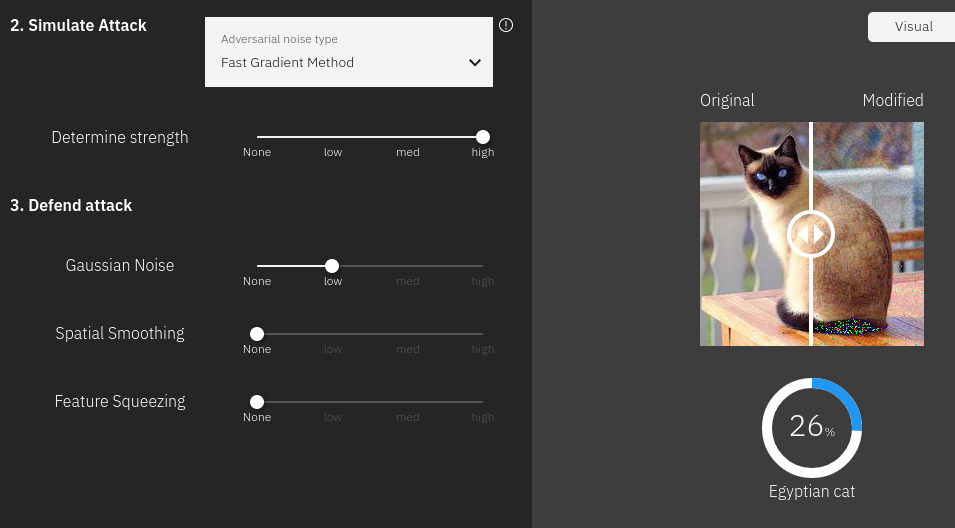 2. Simulate Attack
Adversarial noise type
Fast Gradient Method
Determine strength
None low med high
3. Defend attack
Gaussian Noise
None low med high
Spatial Smoothing
None low med high
Feature Squeezing
None low med high
Visual
Original Modified
26%
Egyptian cat